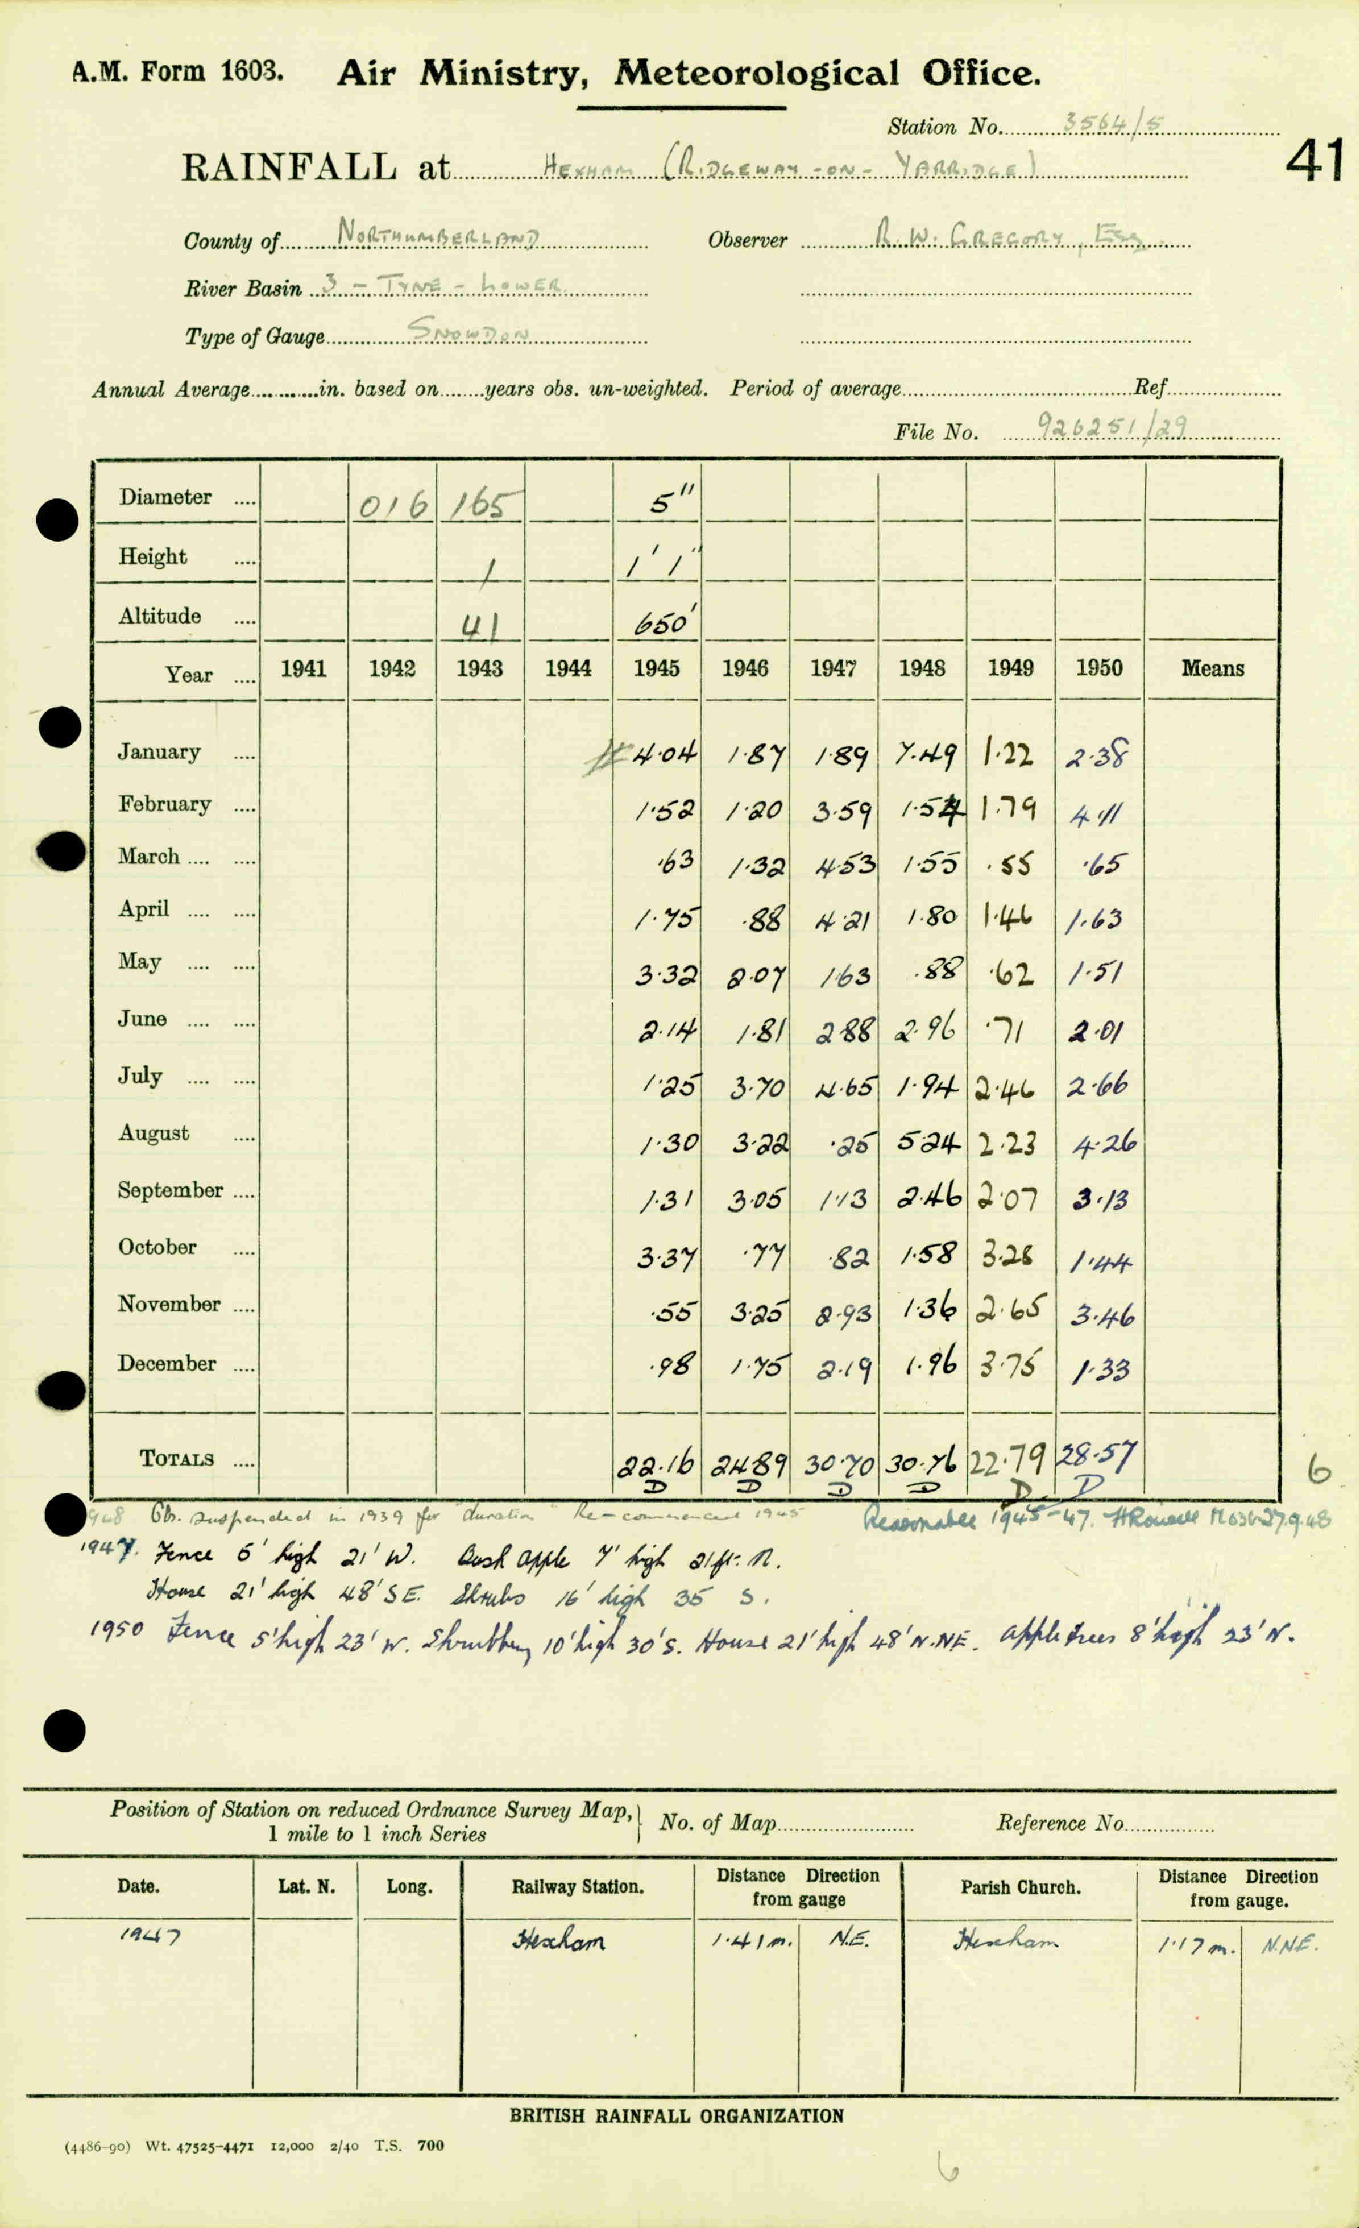 A.M. Form 1603. Air Ministry, Meteorological Office.
Station No. 3564/5
RAINFALL at HEXHAM (RIDGEWAY-ON-YARRIDGE) 41
County of NORTHUMBERLAND Observer R.W. GREGORY, Esq.
River Basin 3 - TYNE - LOWER
Type of Gauge SNOWDON
Annual Average in. based on years obs. un-weighted. Period of average Ref.
File No. 926251/29
Diameter 016 165 5"
Height 1 1' 1"
Altitude 41 650'
Year 1941 1942 1943 1944 1945 1946 1947 1948 1949 1950 Means
January 4.04 1.87 1.89 7.49 1.22 2.38
February 1.52 1.20 3.59 1.54 1.79 4.11
March .63 1.32 4.53 1.55 .55 .65
April 1.75 .88 4.21 1.80 1.46 1.63
May 3.32 2.07 1.63 .88 .62 1.51
June 2.14 1.81 2.88 2.96 .71 2.01
July 1.25 3.70 4.65 1.94 2.46 2.66
August 1.30 3.22 .25 5.24 2.23 4.26
September 1.31 3.05 1.13 2.46 2.07 3.13
October 3.37 .77 .82 1.58 3.28 1.44
November .55 3.25 2.93 1.36 2.65 3.46
December .98 1.75 2.19 1.96 3.75 1.33
TOTALS 22.16 24.89 30.70 30.76 22.79 28.57 6
D D D D D D
1948 Obs. suspended in 1939 for "duration" Re-commenced 1945 Reasonable 1945-47. 27.9.48
1947. Fence 5' high 21' W. Bush apple 7' high 21 ft. N.
House 21' high 48' SE. Shrubs 16' high 35 S.
1950 Fence 5' high 23' W. Shrubbery 10' high 30' S. House 21' high 48' N.NE. apple trees 8' high 23' N.
Position of Station on reduced Ordnance Survey Map, 1 mile to 1 inch Series No. of Map Reference No.
Date. Lat. N. Long. Railway Station. Distance Direction from gauge Parish Church. Distance Direction from gauge.
1947 Hexham 1.41 m. N.E. Hexham 1.17 m. N.NE.
BRITISH RAINFALL ORGANIZATION
(4486-90) Wt. 47525-4471 12,000 2/40 T.S. 700
6